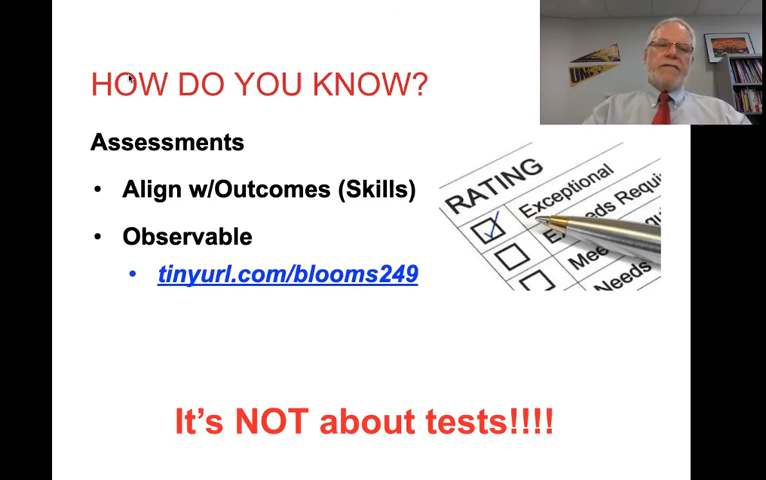 HOW DO YOU KNOW?
Assessments
• Align w/Outcomes (Skills)
• Observable
• tinyurl.com/blooms249
RATING
Exceptional
Requi
Needs
It's NOT about tests!!!!